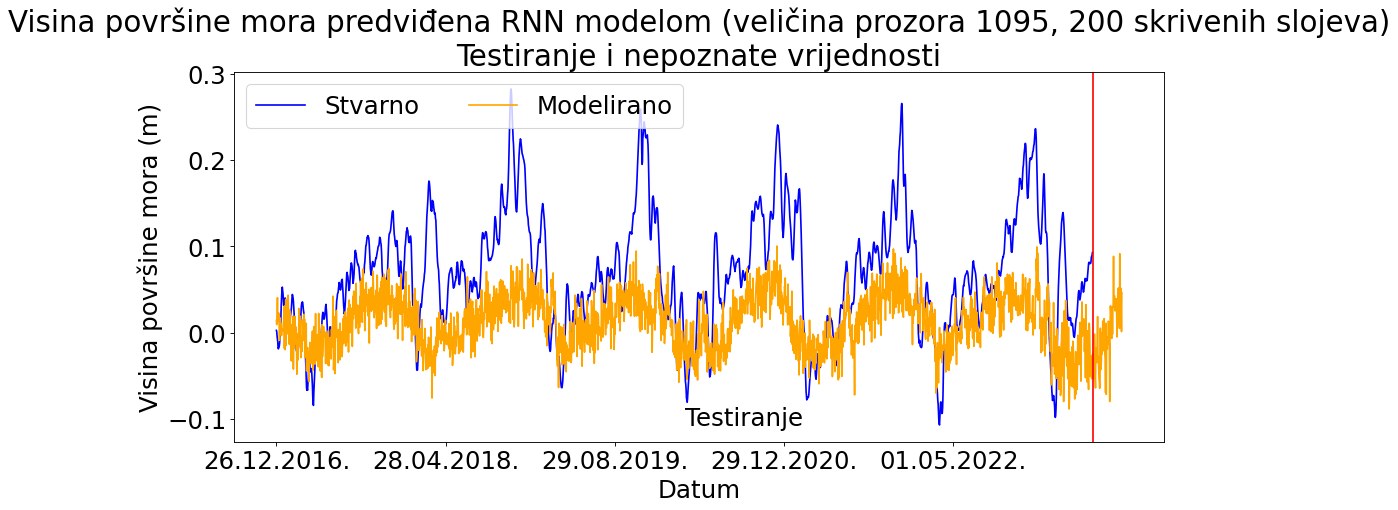 Visina površine mora predviđena RNN modelom (veličina prozora 1095, 200 skrivenih slojeva)
Testiranje i nepoznate vrijednosti
Stvarno
Modelirano
Visina površine mora (m)
0.3
0.2
0.1
0.0
−0.1
Testiranje
26.12.2016.
28.04.2018.
29.08.2019.
29.12.2020.
01.05.2022.
Datum